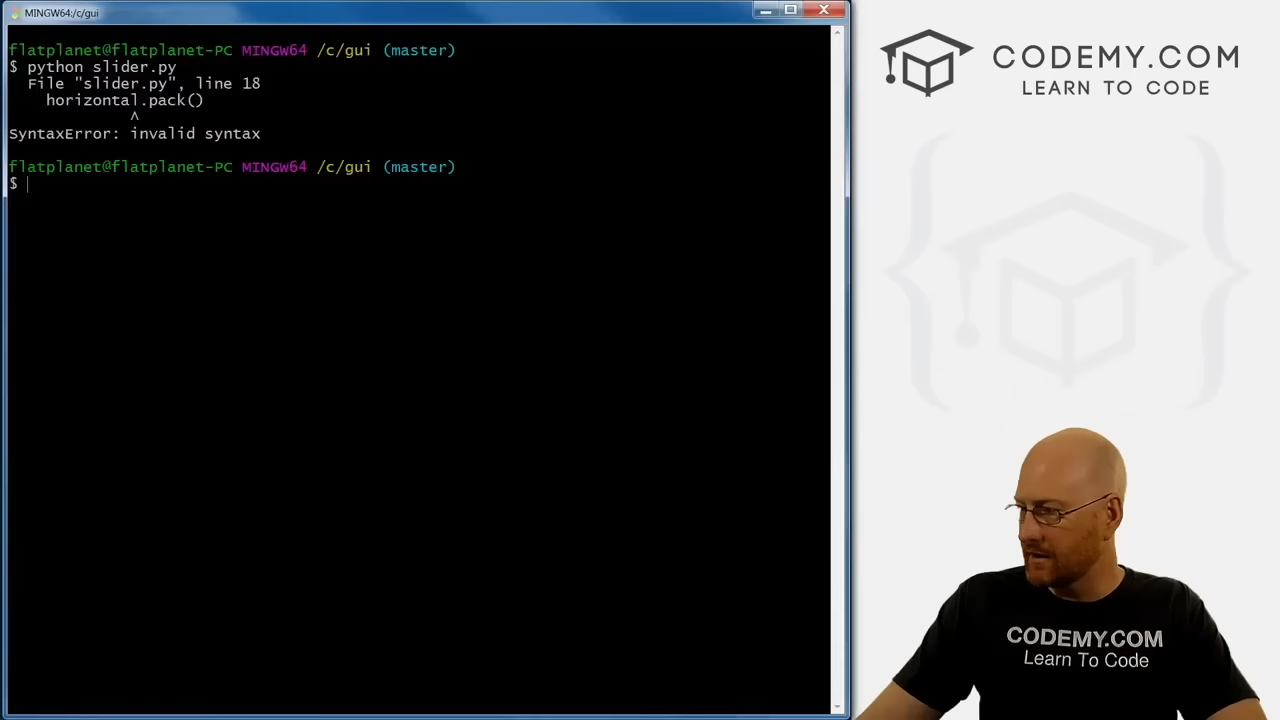 MINGW64:/c/gui
flatplanet@flatplanet-PC MINGW64 /c/gui (master)
$ python slider.py
File "slider.py", line 18
horizontal.pack()
^
SyntaxError: invalid syntax
flatplanet@flatplanet-PC MINGW64 /c/gui (master)
$
CODEMY.COM
LEARN TO CODE
CODEMY.COM
Learn To Code